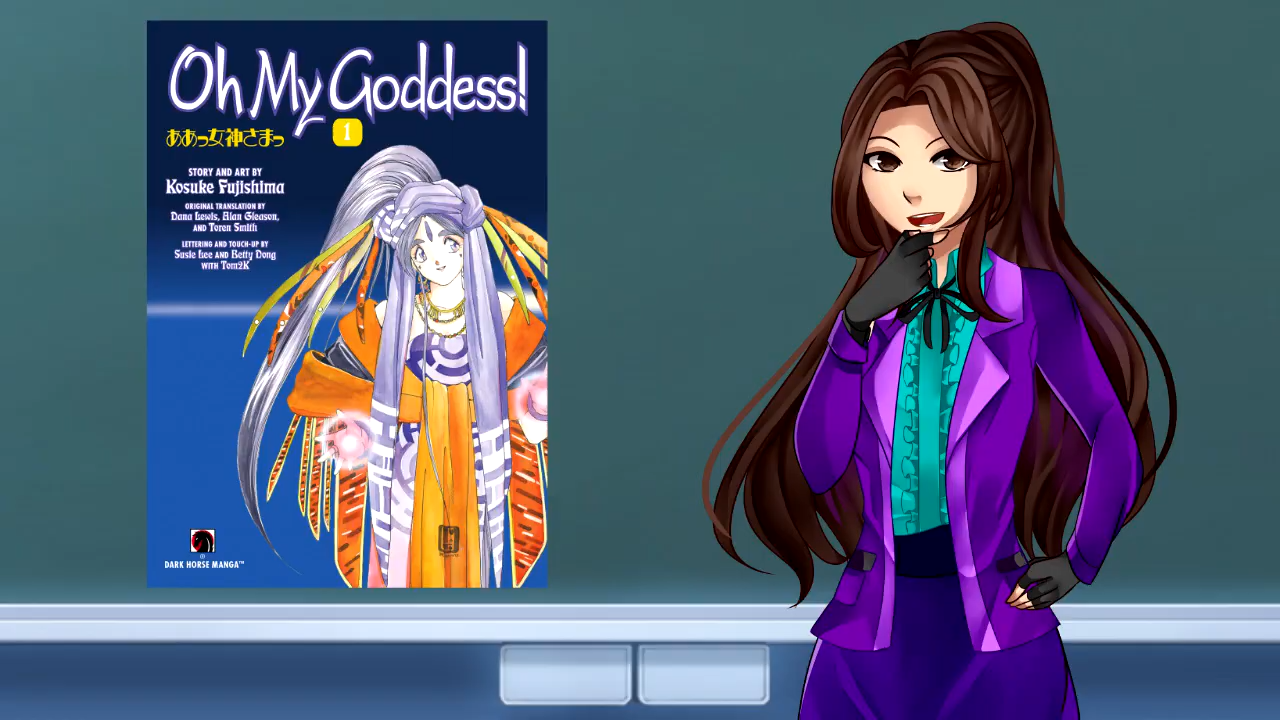 Oh My Goddess!
ああっ女神さまっ
1
STORY AND ART BY
Kosuke Fujishima
ORIGINAL TRANSLATION BY
Dana Lewis, Alan Gleason,
AND Toren Smith
LETTERING AND TOUCH-UP BY
Susie Lee AND Betty Dong
WITH Tom2K
DARK HORSE MANGA™